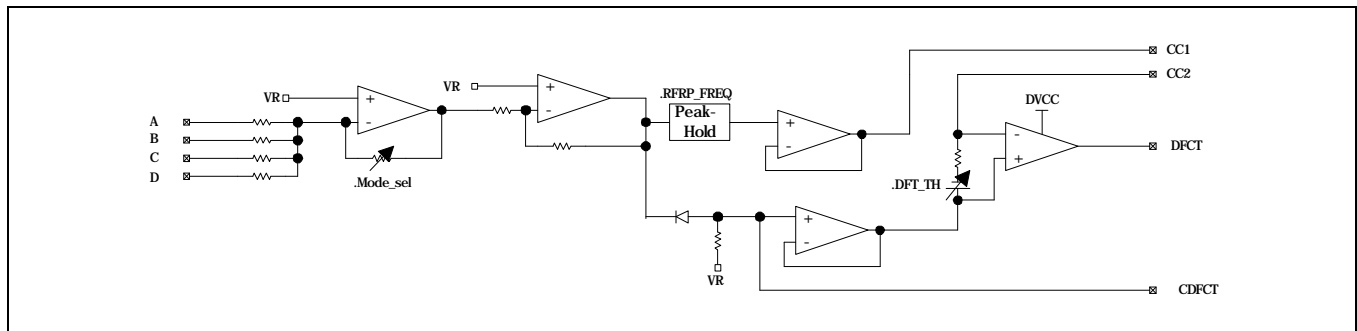 CC1
CC2
VR
VR
.RFRP_FREQ
Peak-
Hold
DVCC
A
B
C
D
DFCT
.Mode_sel
.DFT_TH
VR
CDFCT
+
-
+
-
+
-
-
+
+
-